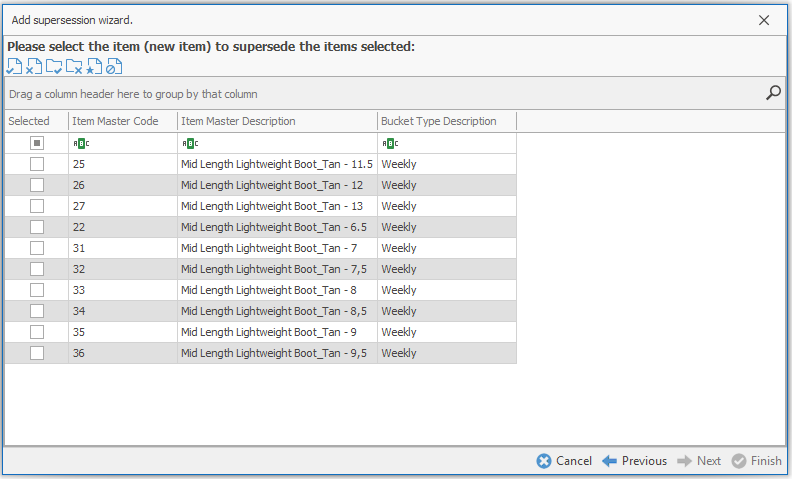 Add supersession wizard.
Please select the item (new item) to supersede the items selected:
Drag a column header here to group by that column
Selected Item Master Code Item Master Description Bucket Type Description
ABC ABC ABC
25 Mid Length Lightweight Boot_Tan - 11.5 Weekly
26 Mid Length Lightweight Boot_Tan - 12 Weekly
27 Mid Length Lightweight Boot_Tan - 13 Weekly
22 Mid Length Lightweight Boot_Tan - 6.5 Weekly
31 Mid Length Lightweight Boot_Tan - 7 Weekly
32 Mid Length Lightweight Boot_Tan - 7,5 Weekly
33 Mid Length Lightweight Boot_Tan - 8 Weekly
34 Mid Length Lightweight Boot_Tan - 8,5 Weekly
35 Mid Length Lightweight Boot_Tan - 9 Weekly
36 Mid Length Lightweight Boot_Tan - 9,5 Weekly
Cancel Previous Next Finish